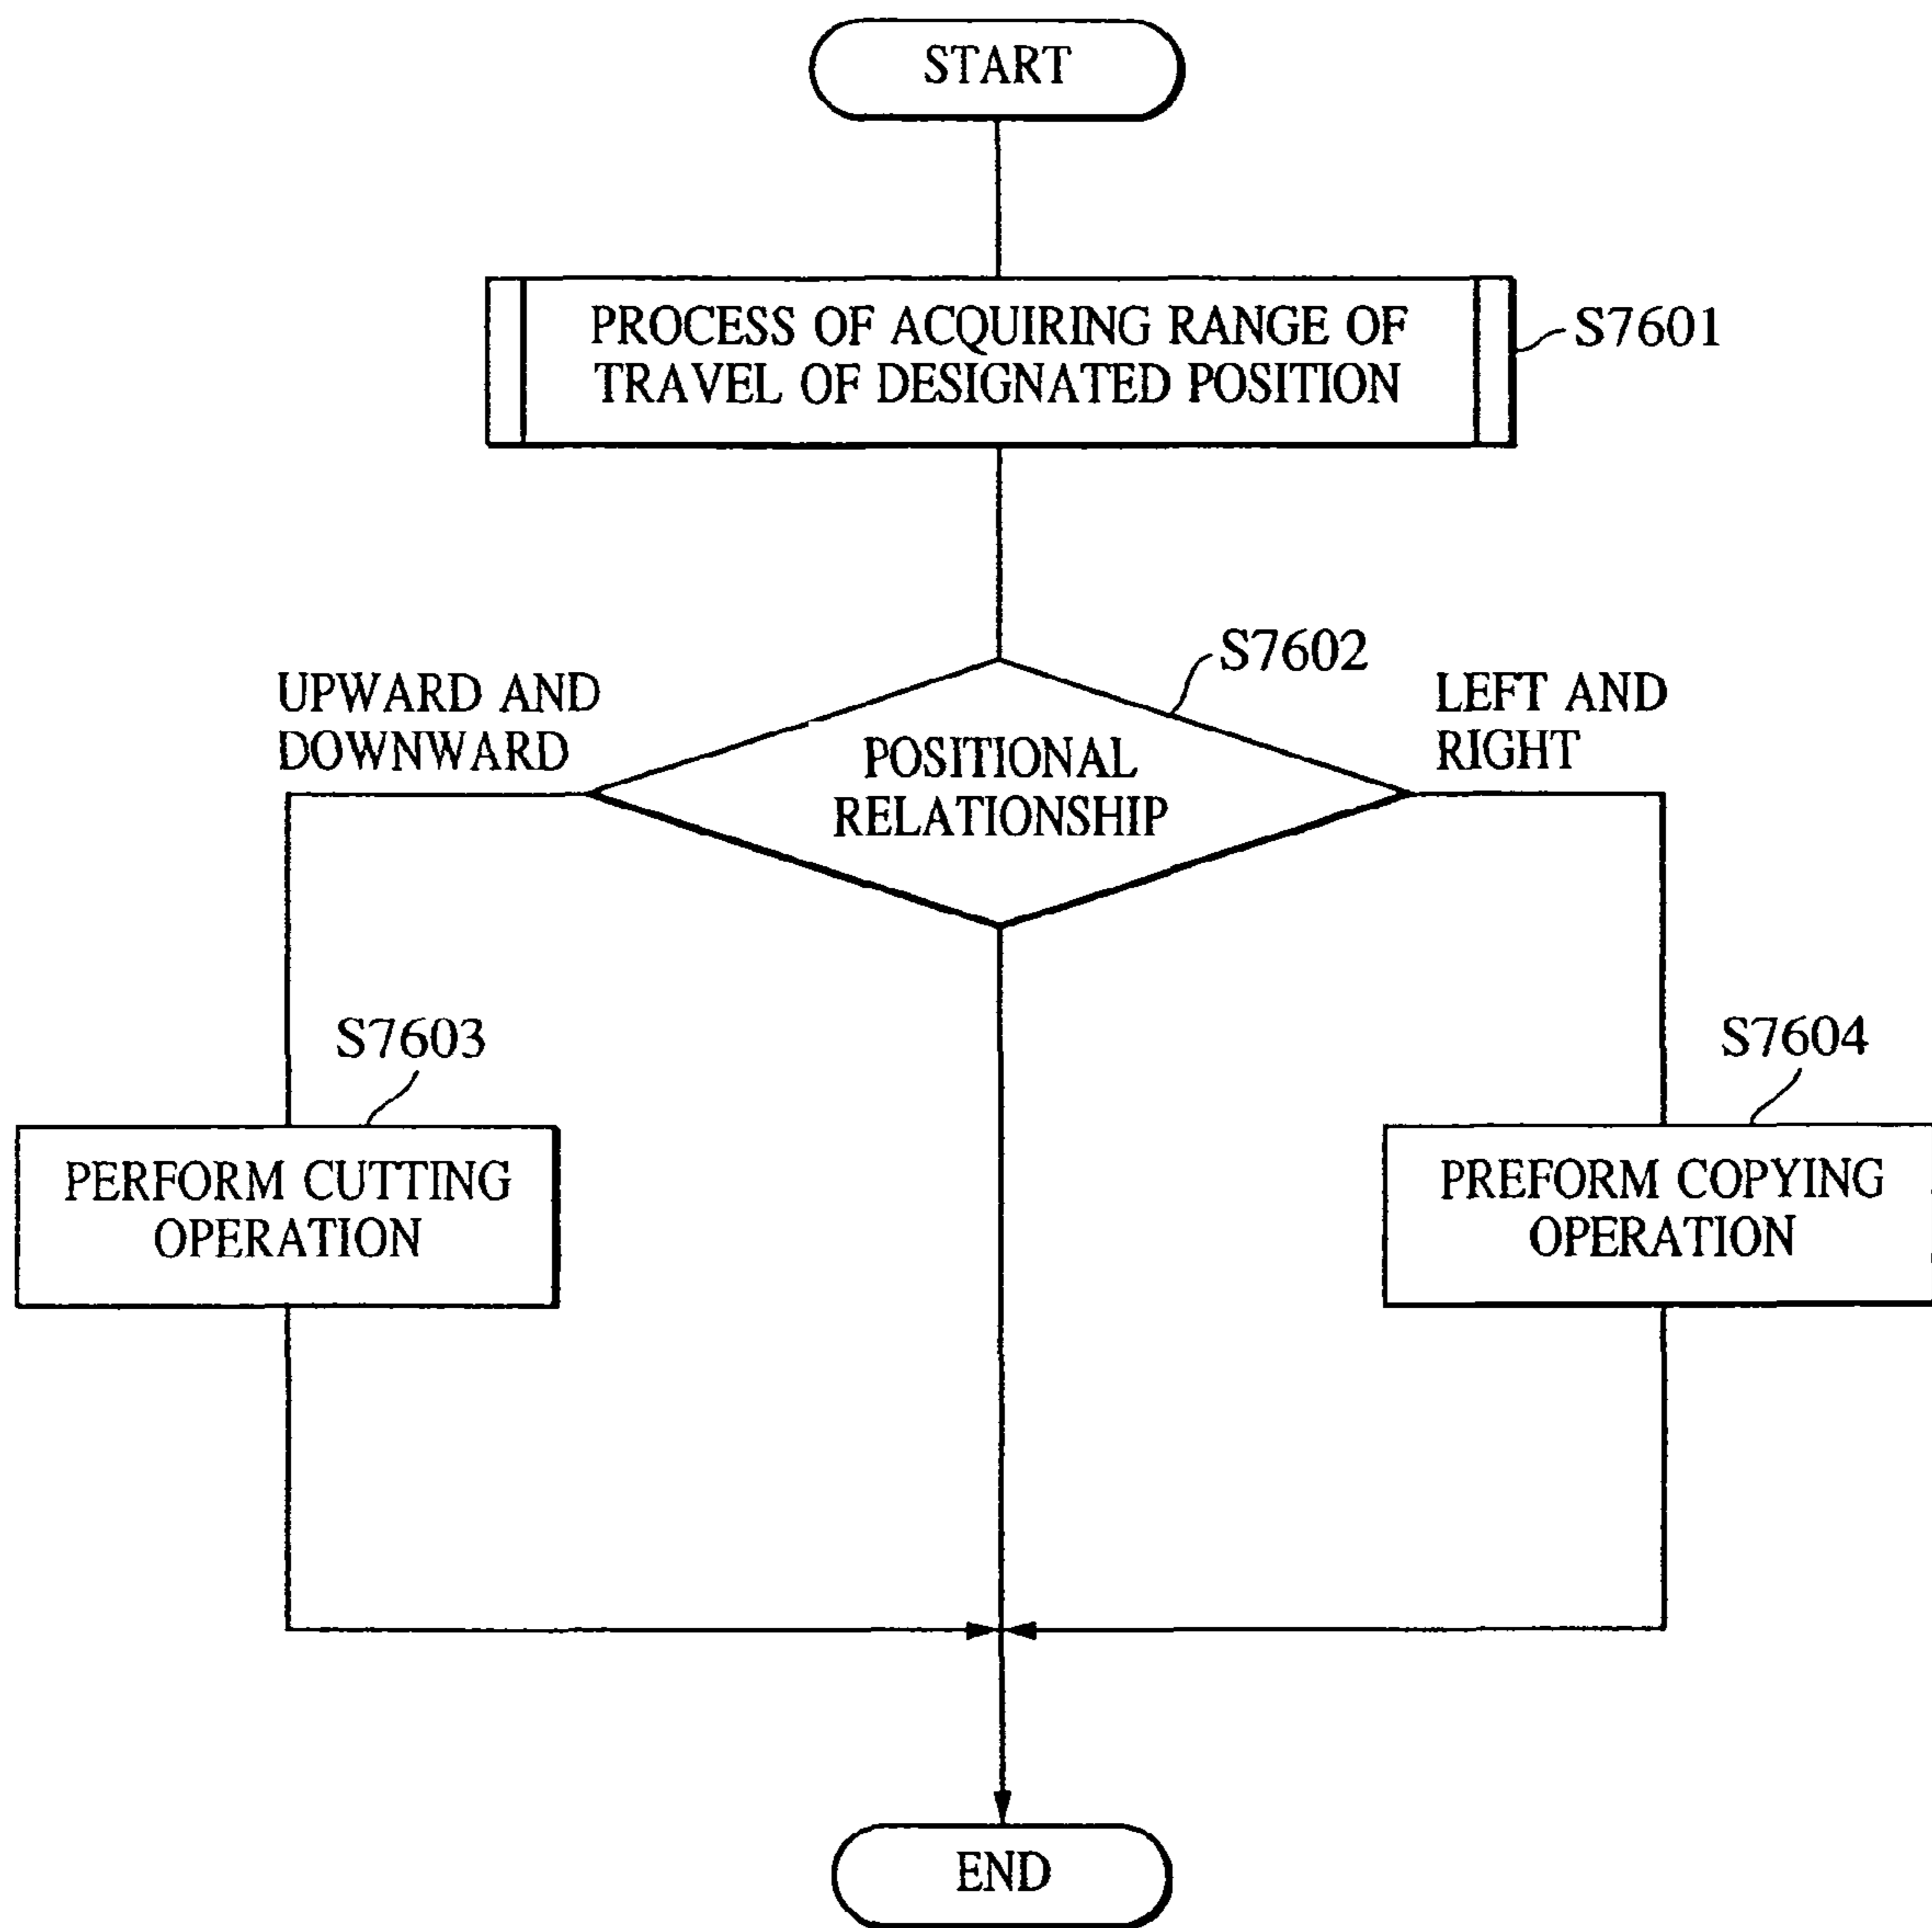 START
PROCESS OF ACQUIRING RANGE OF
TRAVEL OF DESIGNATED POSITION
S7601
S7602
UPWARD AND
DOWNWARD
POSITIONAL
RELATIONSHIP
LEFT AND
RIGHT
S7603
PERFORM CUTTING
OPERATION
S7604
PREFORM COPYING
OPERATION
END